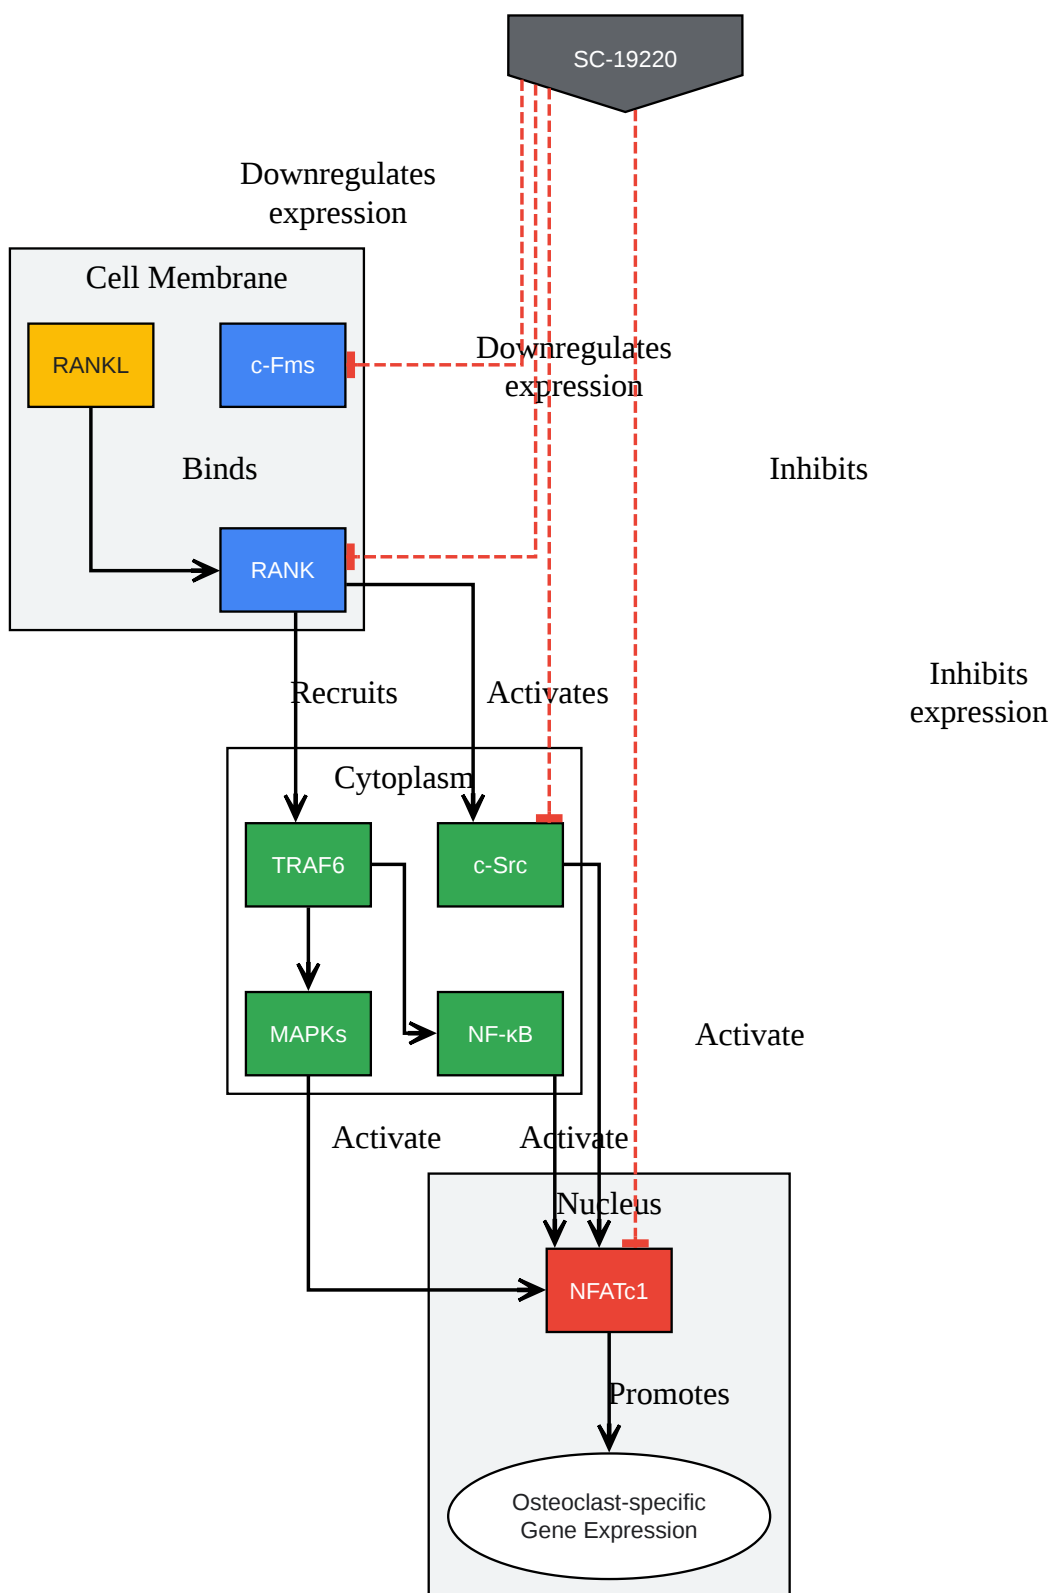 SC-19220
Downregulates
expression
Cell Membrane
RANKL
c-Fms
Downregulates
expression
Binds
Inhibits
RANK
Recruits
Activates
Inhibits
expression
Cytoplasm
TRAF6
c-Src
MAPKs
NF-κB
Activate
Activate
Activate
Nucleus
NFATc1
Promotes
Osteoclast-specific
Gene Expression